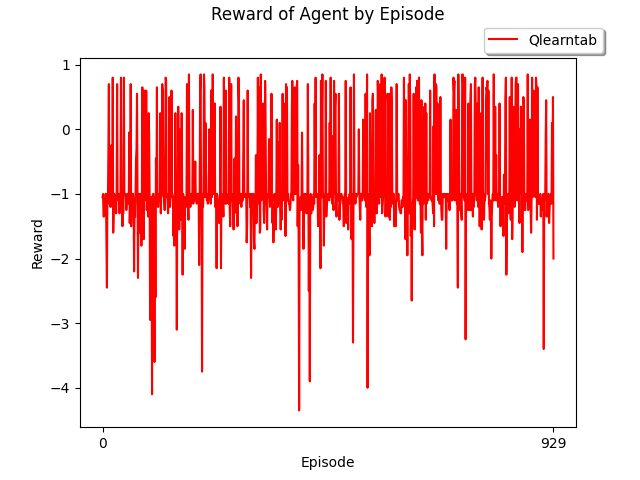 Reward of Agent by Episode
Qlearntab
1
0
−1
−2
−3
−4
Reward
0
929
Episode